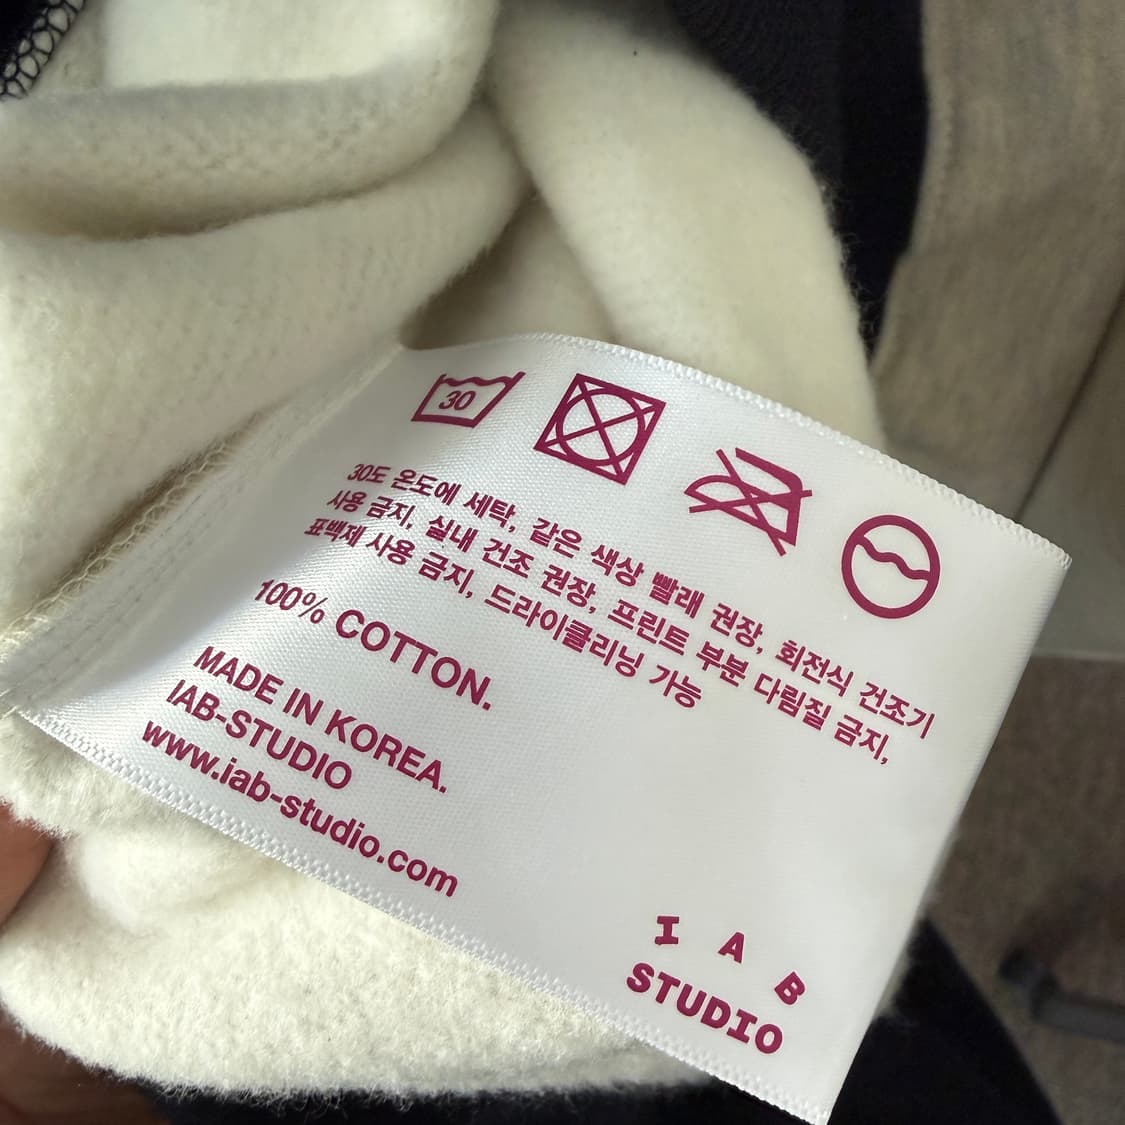 30
30도 온도에 세탁, 같은 색상 빨래 권장, 회전식 건조기
사용 금지, 실내 건조 권장, 프린트 부분 다림질 금지,
표백제 사용 금지, 드라이클리닝 가능
100% COTTON.
MADE IN KOREA.
IAB-STUDIO
www.iab-studio.com
I A B
STUDIO